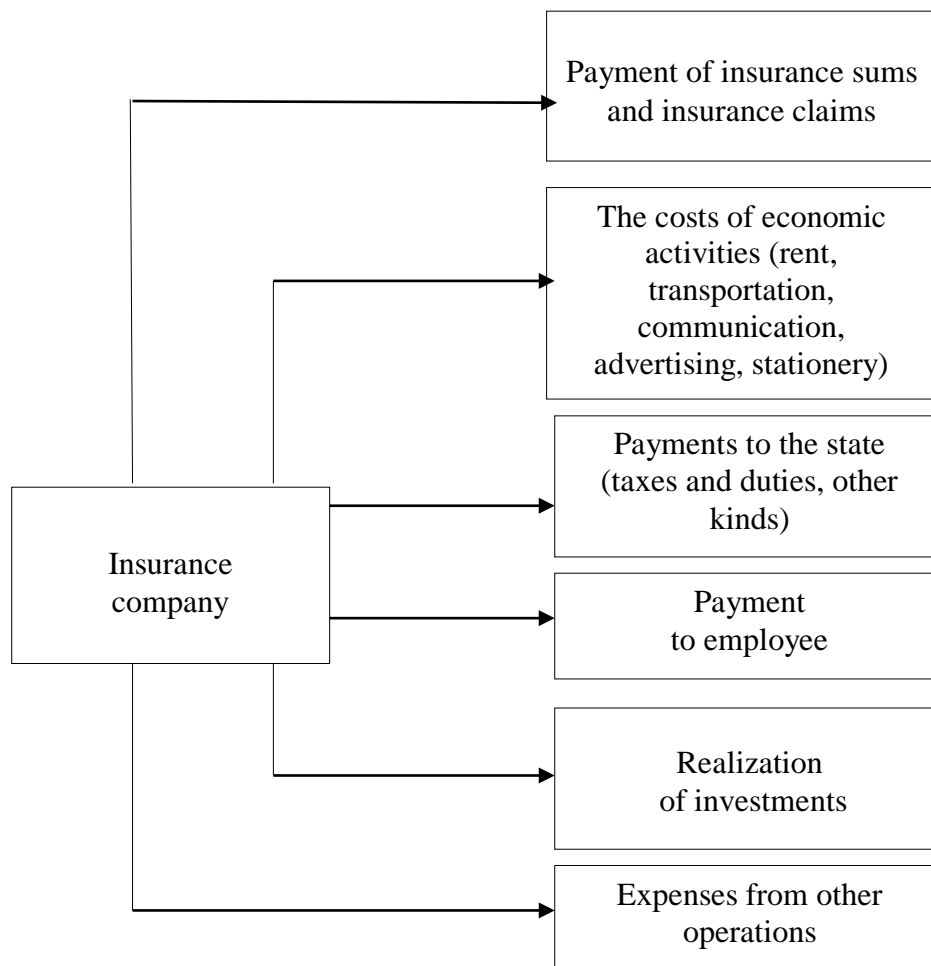 Payment of insurance sums
and insurance claims
The costs of economic
activities (rent,
transportation,
communication,
advertising, stationery)
Payments to the state
(taxes and duties, other
kinds)
Insurance
company
Payment
to employee
Realization
of investments
Expenses from other
operations